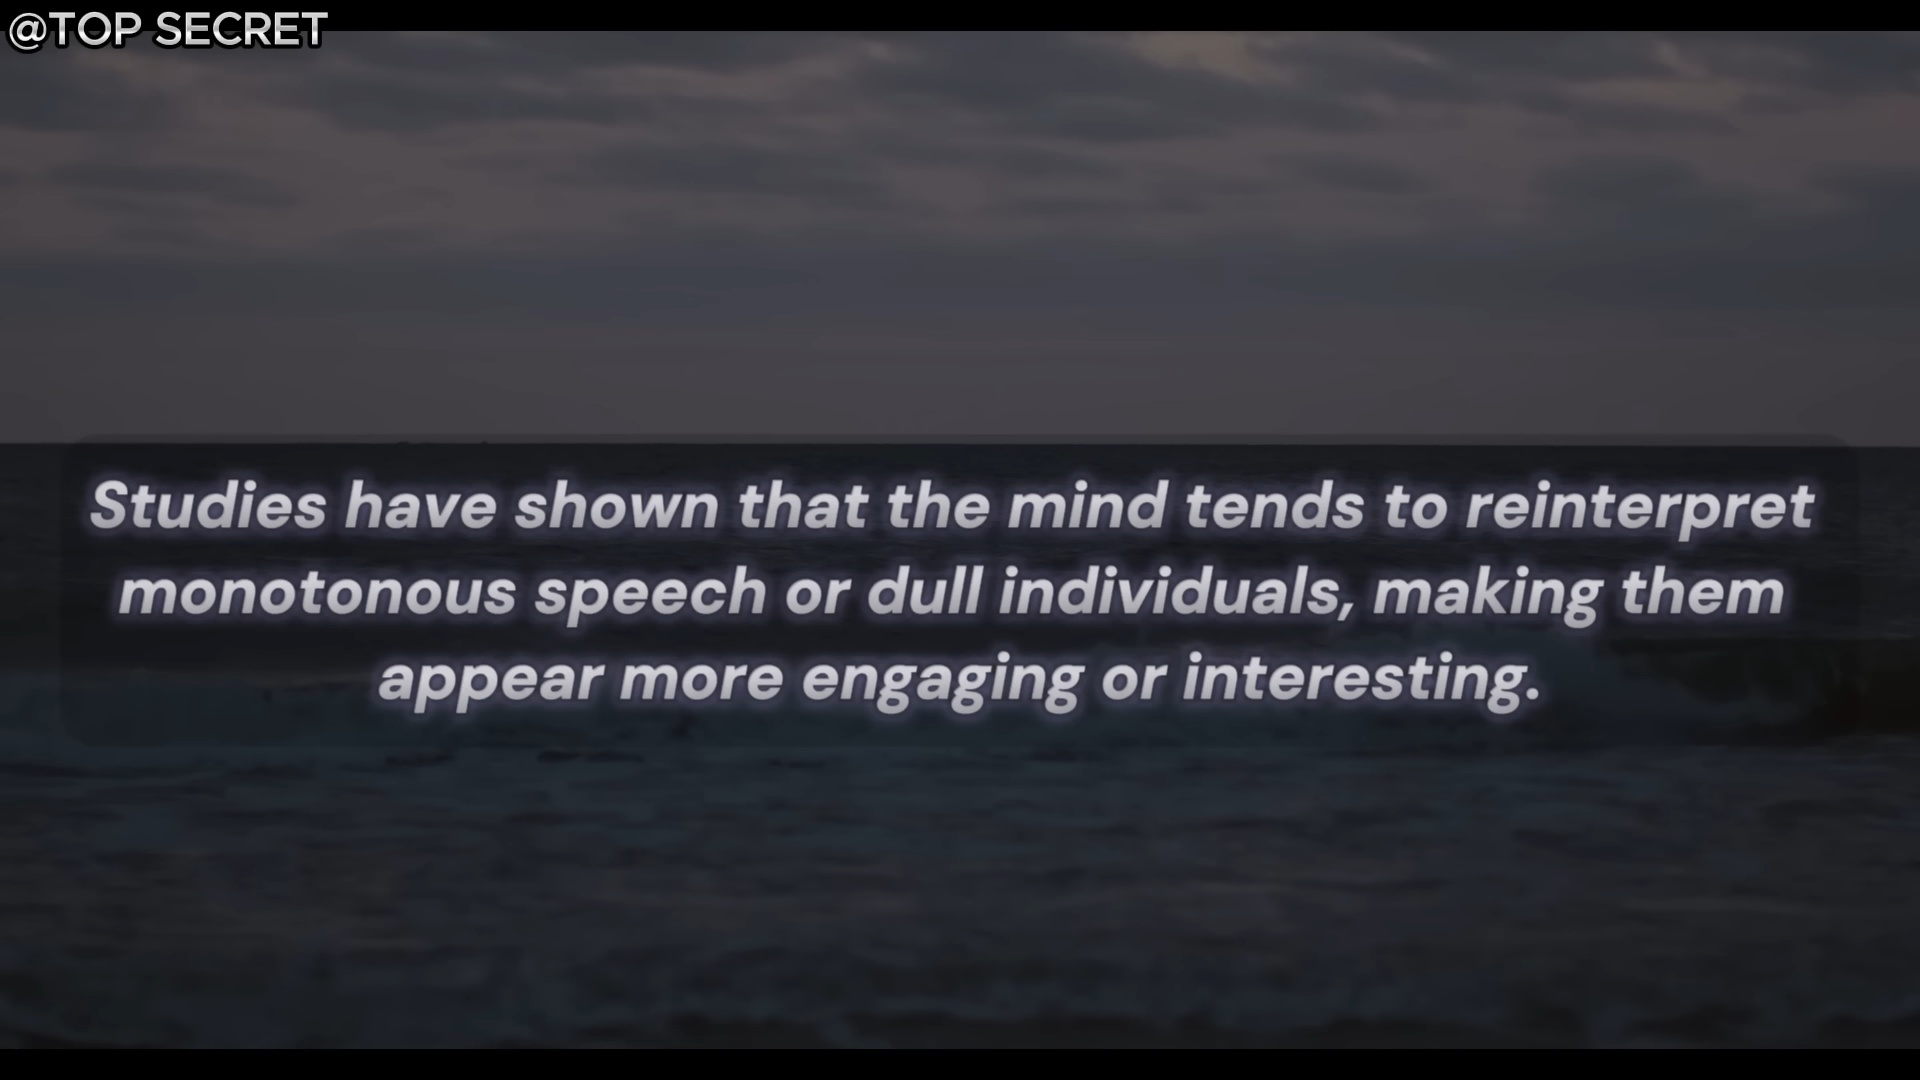 @TOP SECRET
Studies have shown that the mind tends to reinterpret
monotonous speech or dull individuals, making them
appear more engaging or interesting.